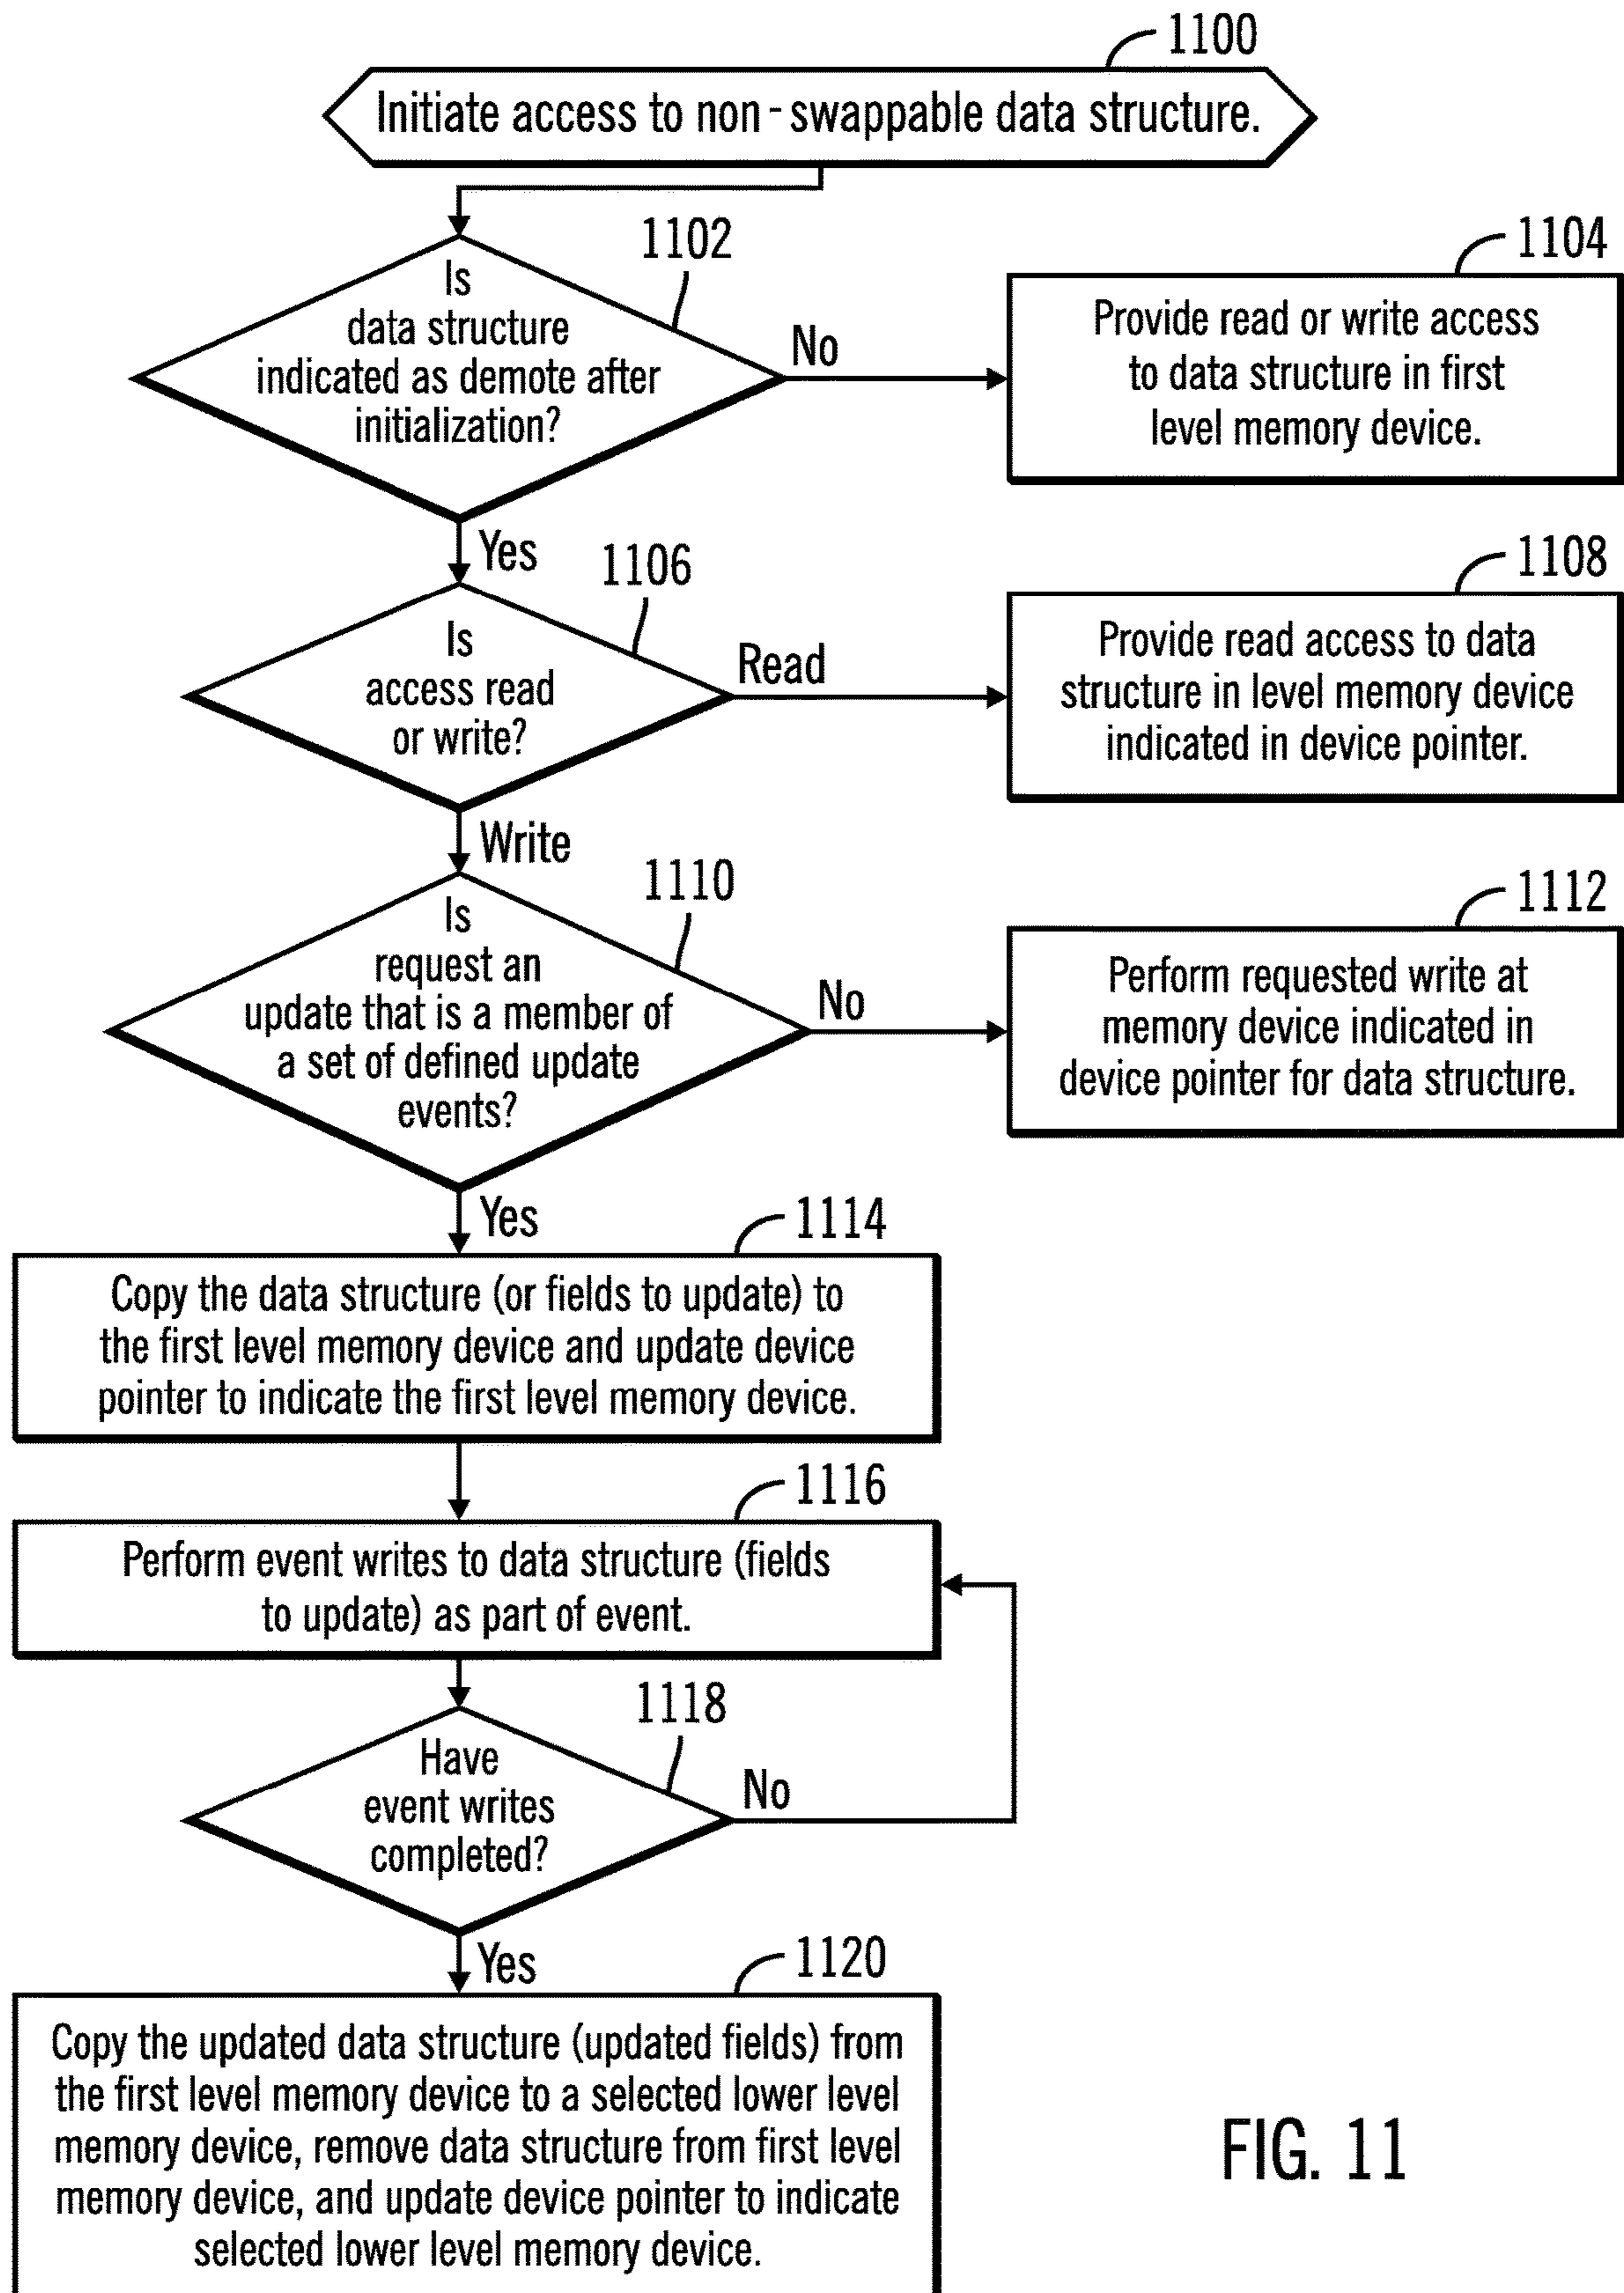 1100
Initiate access to non-swappable data structure.
1102
Is
data structure
indicated as demote after
initialization?
No
1104
Provide read or write access
to data structure in first
level memory device.
Yes
1106
Is
access read
or write?
Read
1108
Provide read access to data
structure in level memory device
indicated in device pointer.
Write
1110
Is
request an
update that is a member of
a set of defined update
events?
No
1112
Perform requested write at
memory device indicated in
device pointer for data structure.
Yes
1114
Copy the data structure (or fields to update) to
the first level memory device and update device
pointer to indicate the first level memory device.
1116
Perform event writes to data structure (fields
to update) as part of event.
1118
Have
event writes
completed?
No
Yes
1120
Copy the updated data structure (updated fields) from
the first level memory device to a selected lower level
memory device, remove data structure from first level
memory device, and update device pointer to indicate
selected lower level memory device.
FIG. 11